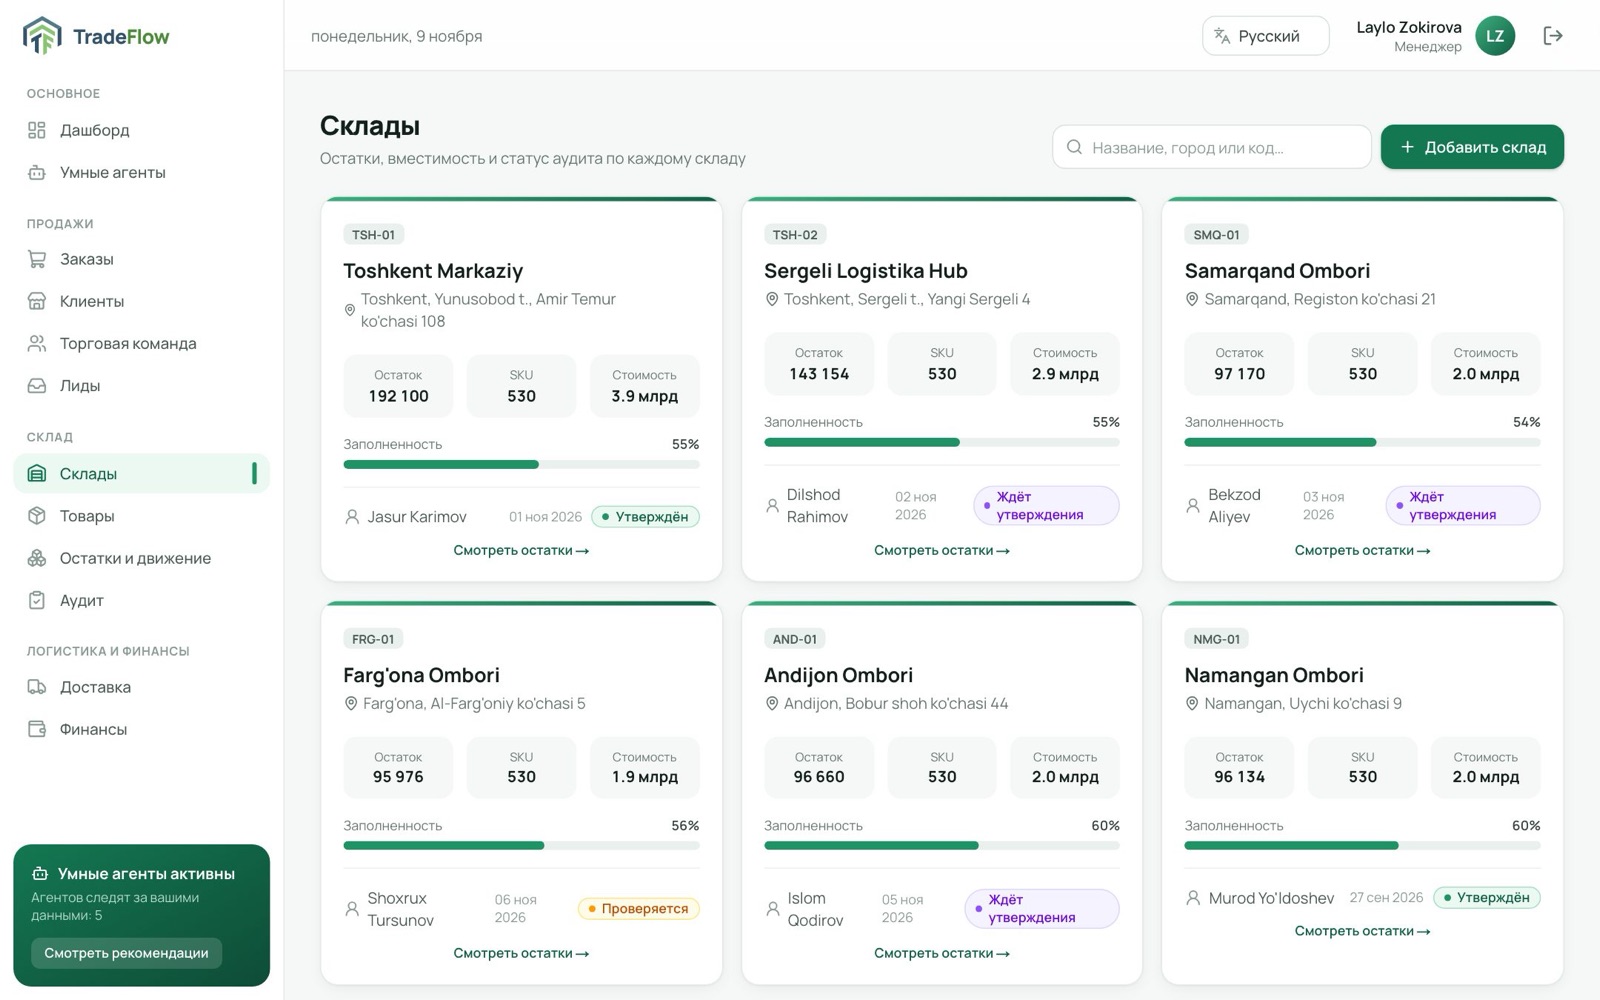 TradeFlow
ОСНОВНОЕ
Дашборд
Умные агенты
ПРОДАЖИ
Заказы
Клиенты
Торговая команда
Лиды
СКЛАД
Склады
Товары
Остатки и движение
Аудит
ЛОГИСТИКА И ФИНАНСЫ
Доставка
Финансы
Умные агенты активны
Агентов следят за вашими
данными: 5
Смотреть рекомендации
понедельник, 9 ноября
Русский
Laylo Zokirova
Менеджер
LZ
Склады
Остатки, вместимость и статус аудита по каждому складу
Название, город или код...
+ Добавить склад
TSH-01
Toshkent Markaziy
Toshkent, Yunusobod t., Amir Temur
ko'chasi 108
Остаток SKU Стоимость
192 100 530 3.9 млрд
Заполненность 55%
Jasur Karimov 01 ноя 2026 Утверждён
Смотреть остатки →
TSH-02
Sergeli Logistika Hub
Toshkent, Sergeli t., Yangi Sergeli 4
Остаток SKU Стоимость
143 154 530 2.9 млрд
Заполненность 55%
Dilshod 02 ноя Ждёт
Rahimov 2026 утверждения
Смотреть остатки →
SMQ-01
Samarqand Ombori
Samarqand, Registon ko'chasi 21
Остаток SKU Стоимость
97 170 530 2.0 млрд
Заполненность 54%
Bekzod 03 ноя Ждёт
Aliyev 2026 утверждения
Смотреть остатки →
FRG-01
Farg'ona Ombori
Farg'ona, Al-Farg'oniy ko'chasi 5
Остаток SKU Стоимость
95 976 530 1.9 млрд
Заполненность 56%
Shoxrux 06 ноя Проверяется
Tursunov 2026
Смотреть остатки →
AND-01
Andijon Ombori
Andijon, Bobur shoh ko'chasi 44
Остаток SKU Стоимость
96 660 530 2.0 млрд
Заполненность 60%
Islom 05 ноя Ждёт
Qodirov 2026 утверждения
Смотреть остатки →
NMG-01
Namangan Ombori
Namangan, Uychi ko'chasi 9
Остаток SKU Стоимость
96 134 530 2.0 млрд
Заполненность 60%
Murod Yo'ldoshev 27 сен 2026 Утверждён
Смотреть остатки →